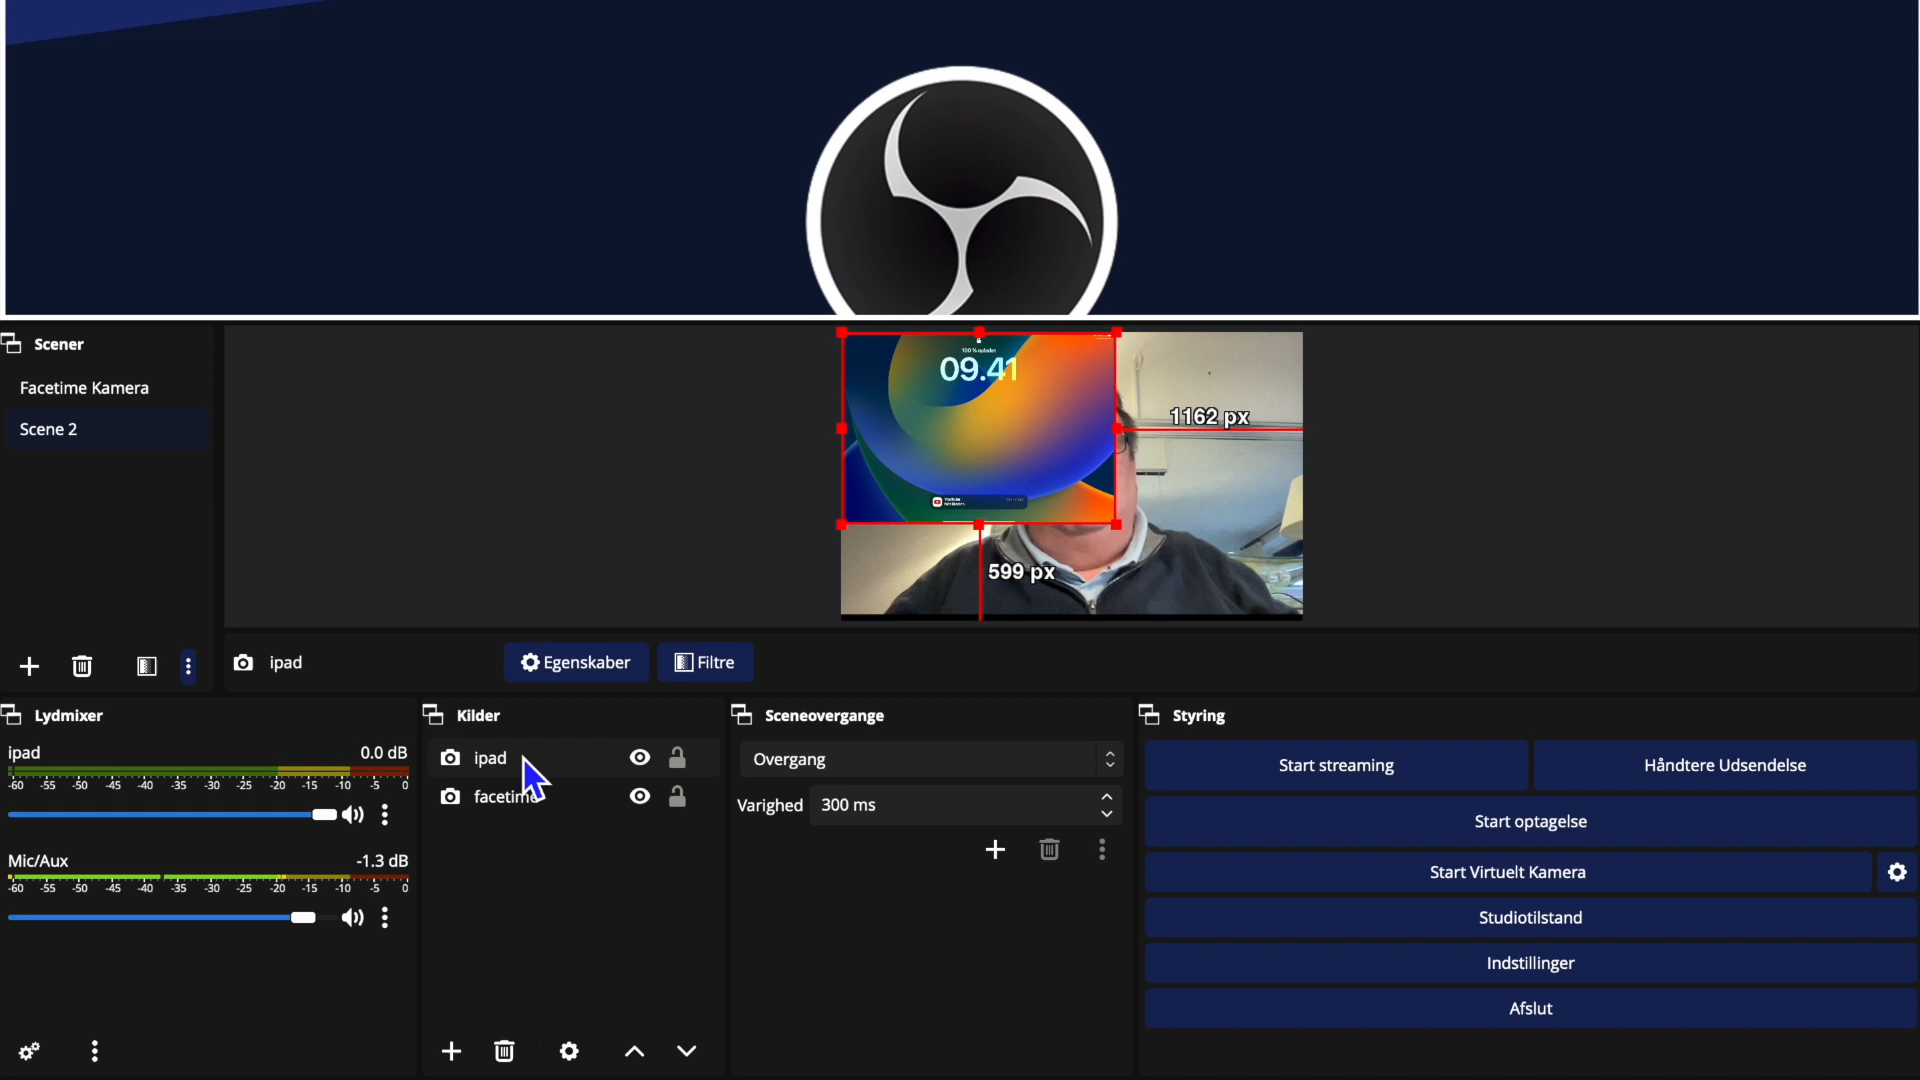 Scener
Facetime Kamera
Scene 2
09.41
1162 px
599 px
ipad
Egenskaber
Filtre
Lydmixer
ipad 0.0 dB
-60 -55 -50 -45 -40 -35 -30 -25 -20 -15 -10 -5 0
Mic/Aux -1.3 dB
-60 -55 -50 -45 -40 -35 -30 -25 -20 -15 -10 -5 0
Kilder
ipad
facetime
Sceneovergange
Overgang
Varighed 300 ms
Styring
Start streaming
Håndtere Udsendelse
Start optagelse
Start Virtuelt Kamera
Studiotilstand
Indstillinger
Afslut